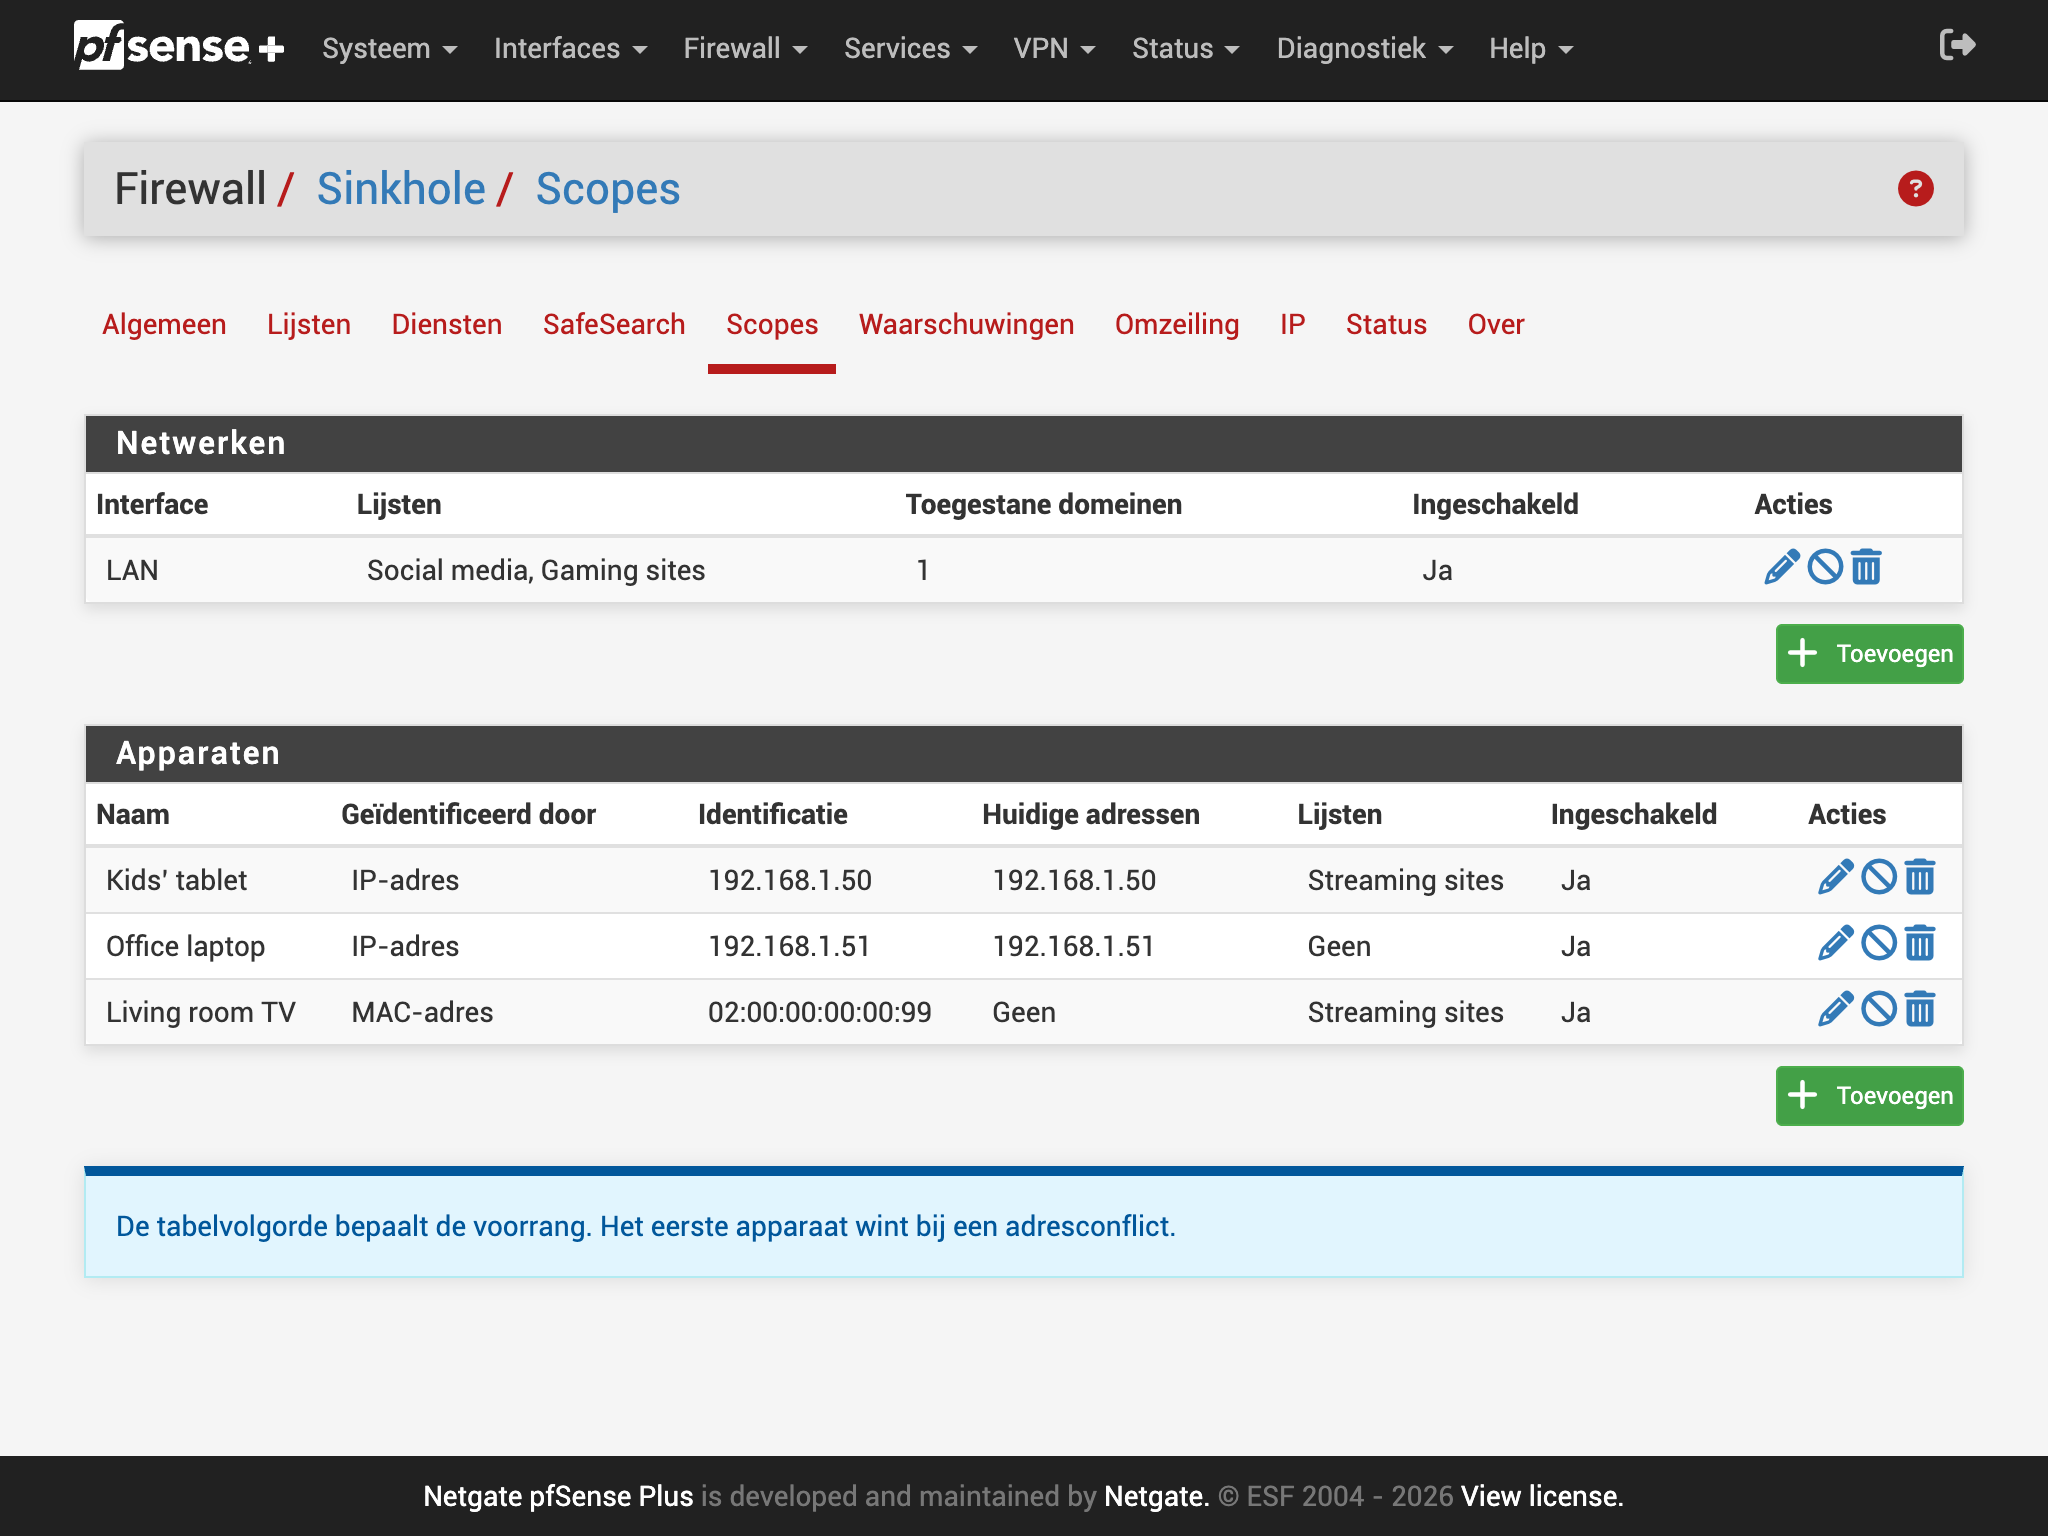 pfsense+ Systeem Interfaces Firewall Services VPN Status Diagnostiek Help
Firewall / Sinkhole / Scopes ?
Algemeen Lijsten Diensten SafeSearch Scopes Waarschuwingen Omzeiling IP Status Over
Netwerken
Interface Lijsten Toegestane domeinen Ingeschakeld Acties
LAN Social media, Gaming sites 1 Ja
Toevoegen
Apparaten
Naam Geïdentificeerd door Identificatie Huidige adressen Lijsten Ingeschakeld Acties
Kids' tablet IP-adres 192.168.1.50 192.168.1.50 Streaming sites Ja
Office laptop IP-adres 192.168.1.51 192.168.1.51 Geen Ja
Living room TV MAC-adres 02:00:00:00:00:99 Geen Streaming sites Ja
Toevoegen
De tabelvolgorde bepaalt de voorrang. Het eerste apparaat wint bij een adresconflict.
Netgate pfSense Plus is developed and maintained by Netgate. © ESF 2004 - 2026 View license.